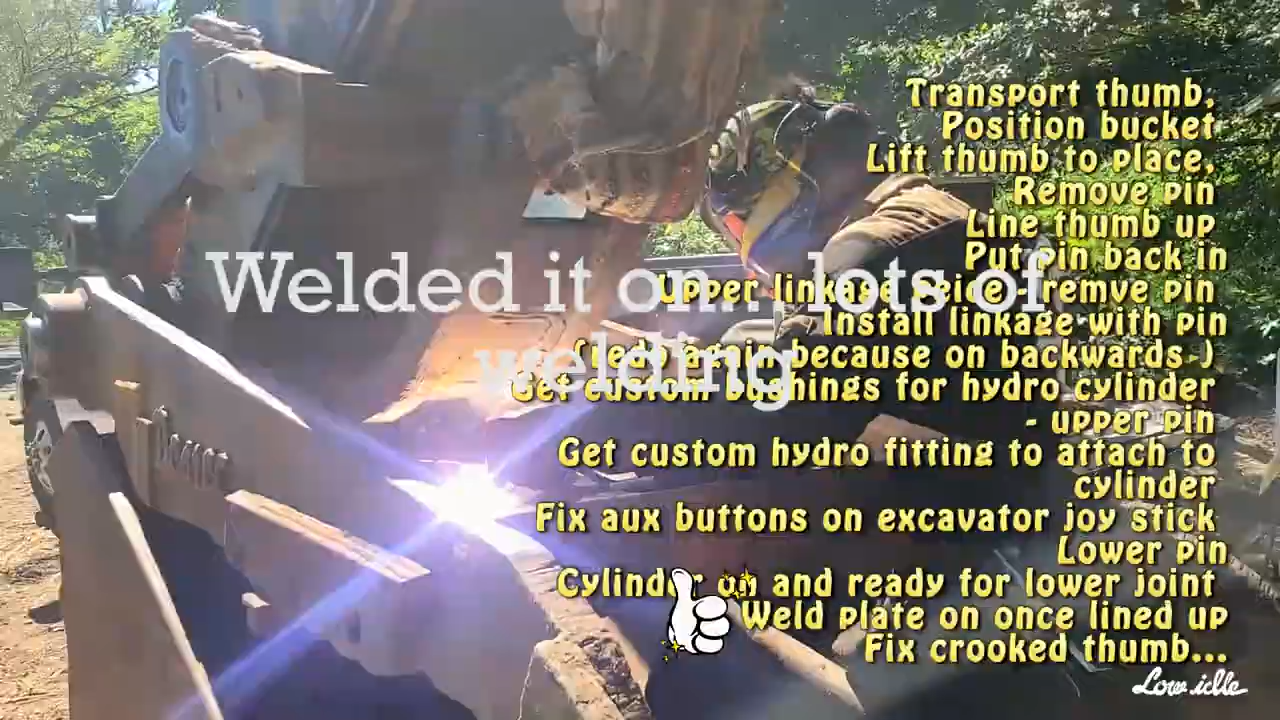 Transport thumb,
Position bucket
Lift thumb to place,
Remove pin
Line thumb up
Put pin back in
Upper linkage seide - remve pin
Install linkage with pin
(redo again because on backwards )
Get custom bushings for hydro cylinder
- upper pin
Get custom hydro fitting to attach to
cylinder
Fix aux buttons on excavator joy stick
Lower pin
Cylinder on and ready for lower joint
Weld plate on once lined up
Fix crooked thumb...
Welded it on... lots of
welding
Low idle